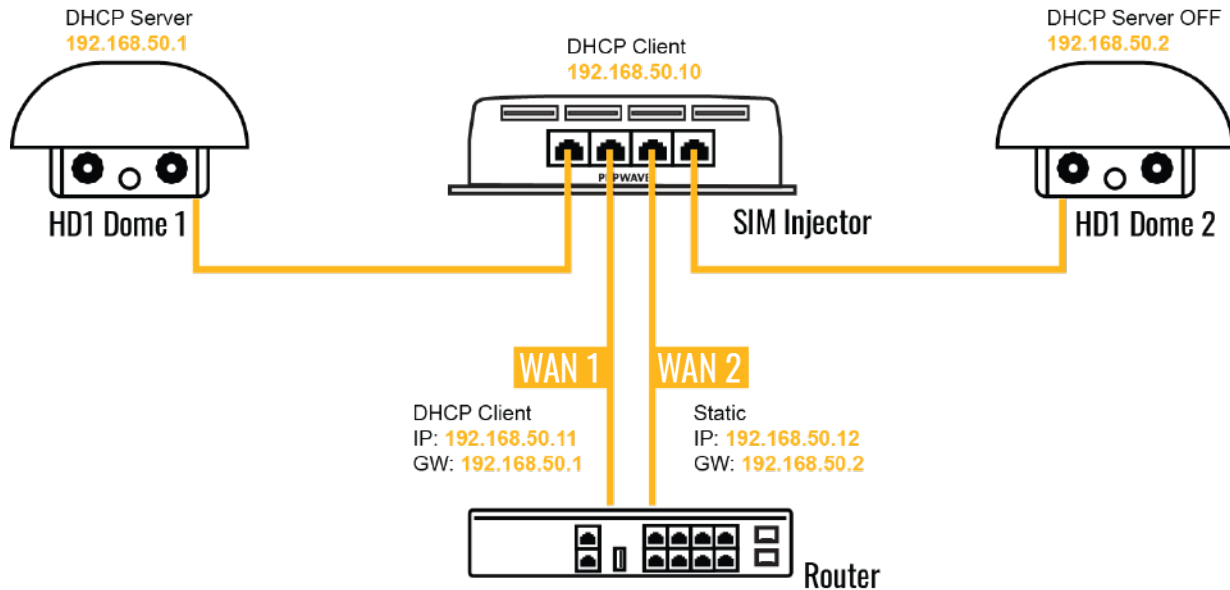 DHCP Server
192.168.50.1
HD1 Dome 1
DHCP Client
192.168.50.10
PEPWAVE
SIM Injector
DHCP Server OFF
192.168.50.2
HD1 Dome 2
WAN 1
WAN 2
DHCP Client
IP: 192.168.50.11
GW: 192.168.50.1
Static
IP: 192.168.50.12
GW: 192.168.50.2
Router